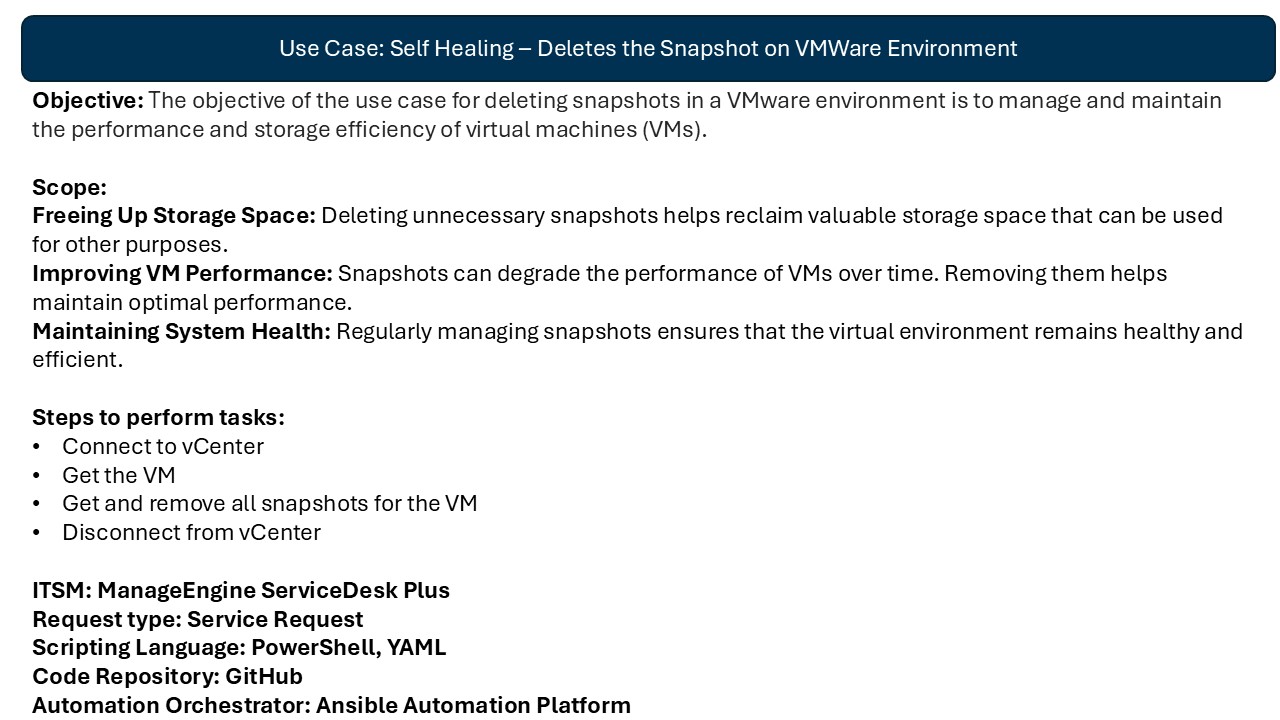 Use Case: Self Healing – Deletes the Snapshot on VMWare Environment
Objective: The objective of the use case for deleting snapshots in a VMware environment is to manage and maintain
the performance and storage efficiency of virtual machines (VMs).
Scope:
Freeing Up Storage Space: Deleting unnecessary snapshots helps reclaim valuable storage space that can be used
for other purposes.
Improving VM Performance: Snapshots can degrade the performance of VMs over time. Removing them helps
maintain optimal performance.
Maintaining System Health: Regularly managing snapshots ensures that the virtual environment remains healthy and
efficient.
Steps to perform tasks:
• Connect to vCenter
• Get the VM
• Get and remove all snapshots for the VM
• Disconnect from vCenter
ITSM: ManageEngine ServiceDesk Plus
Request type: Service Request
Scripting Language: PowerShell, YAML
Code Repository: GitHub
Automation Orchestrator: Ansible Automation Platform